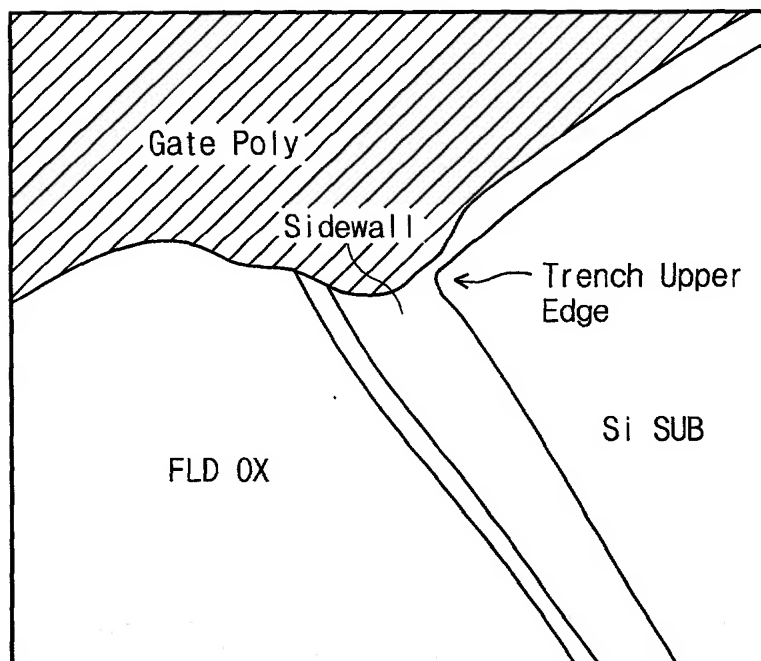 Gate Poly
Sidewall
Trench Upper
Edge
Si SUB
FLD OX